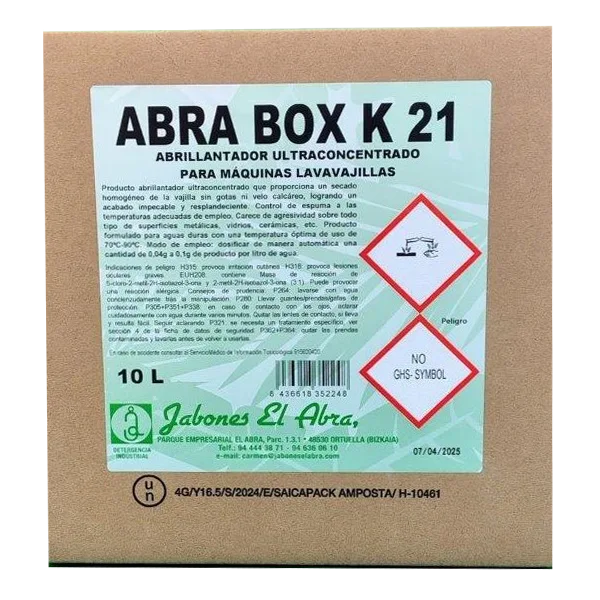 ABRA BOX K 21
ABRILLANTADOR ULTRACONCENTRADO
PARA MÁQUINAS LAVAVAJILLAS
Producto abrillantador ultraconcentrado que proporciona un secado
homogéneo de la vajilla sin gotas ni velo calcáreo, logrando un
acabado impecable y resplandeciente. Control de espuma a las
temperaturas adecuadas de empleo. Carece de agresividad sobre todo
tipo de superficies metálicas, vidrios, cerámicas, etc. Producto
formulado para aguas duras con una temperatura óptima de uso de
70ºC-90ºC. Modo de empleo: dosificar de manera automática una
cantidad de 0,04g a 0,1g de producto por litro de agua.
Indicaciones de peligro: H315: provoca irritación cutánea. H318: provoca lesiones
oculares graves. EUH208: contiene Masa de reacción de
5-cloro-2-metil-2H-isotiazol-3-ona y 2-metil-2H-isotiazol-3-ona (3:1). Puede provocar
una reacción alérgica. Consejos de prudencia: P264: lavarse con agua
concienzudamente tras la manipulación. P280: Llevar guantes/prendas/gafas de
protección. P305+P351+P338: en caso de contacto con los ojos, aclarar
cuidadosamente con agua durante varios minutos. Quitar las lentes de contacto, si lleva
y resulta fácil. Seguir aclarando. P321: se necesita un tratamiento específico, ver
sección 4 de la ficha de datos de seguridad. P362+P364: quitar las prendas
contaminadas y lavarlas antes de volver a usarlas.
En caso de accidente consultar al Servicio Médico de Información Toxicológica 915620420
Peligro
NO
GHS- SYMBOL
10 L
8 436618 352248
Jabones El Abra,
DETERGENCIA
INDUSTRIAL
PARQUE EMPRESARIAL EL ABRA, Parc. 1.3.1 • 48530 ORTUELLA (BIZKAIA)
Telf.: 94 444 38 71 - 94 636 06 10
e-mail: carmen@jaboneselabra.com
07/04/2025
u
n
4G/Y16.5/S/2024/E/SAICAPACK AMPOSTA/ H-10461